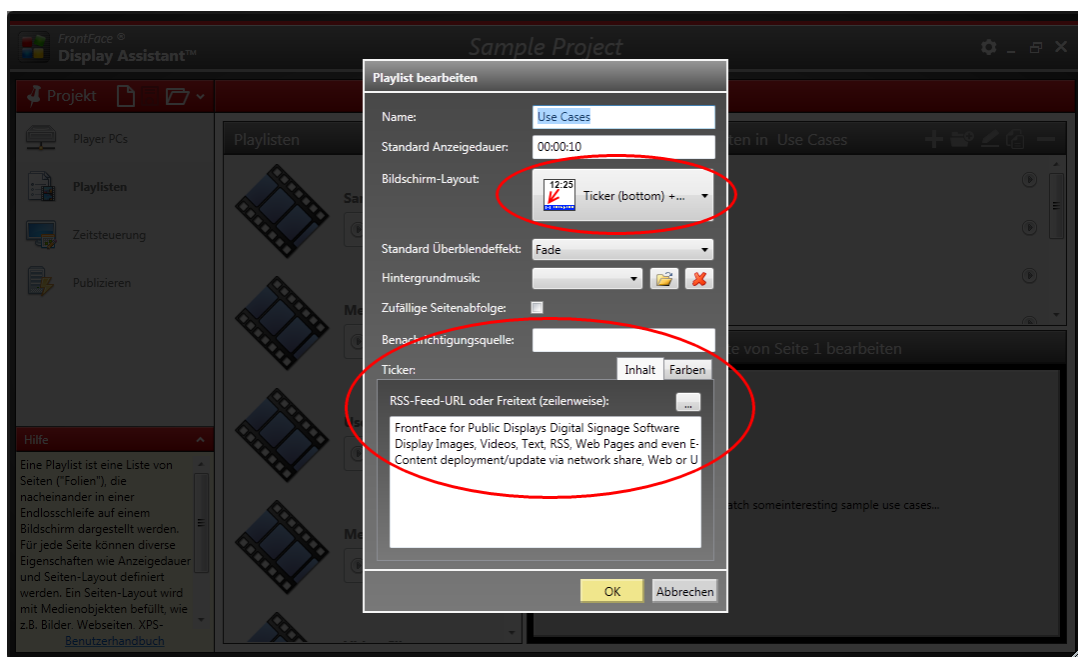 FrontFace ®
Display Assistant™
Sample Project
Projekt
Player PCs
Playlisten
Zeitsteuerung
Publizieren
Hilfe
Eine Playlist ist eine Liste von
Seiten ("Folien"), die
nacheinander in einer
Endlosschleife auf einem
Bildschirm dargestellt werden.
Für jede Seite können diverse
Eigenschaften wie Anzeigedauer
und Seiten-Layout definiert
werden. Ein Seiten-Layout wird
mit Medienobjekten befüllt, wie
z.B. Bilder, Webseiten, XPS-
Benutzerhandbuch
Playlisten
Playlist bearbeiten
Name:
Use Cases
Standard Anzeigedauer:
00:00:10
Bildschirm-Layout:
12:25
Ticker (bottom) +...
Standard Überblendeffekt:
Fade
Hintergrundmusik:
Zufällige Seitenabfolge:
Benachrichtigungsquelle:
Ticker:
Inhalt
Farben
RSS-Feed-URL oder Freitext (zeilenweise):
...
FrontFace for Public Displays Digital Signage Software
Display Images, Videos, Text, RSS, Web Pages and even E-
Content deployment/update via network share, Web or U
OK
Abbrechen
in Use Cases
von Seite 1 bearbeiten
someinteresting sample use cases...